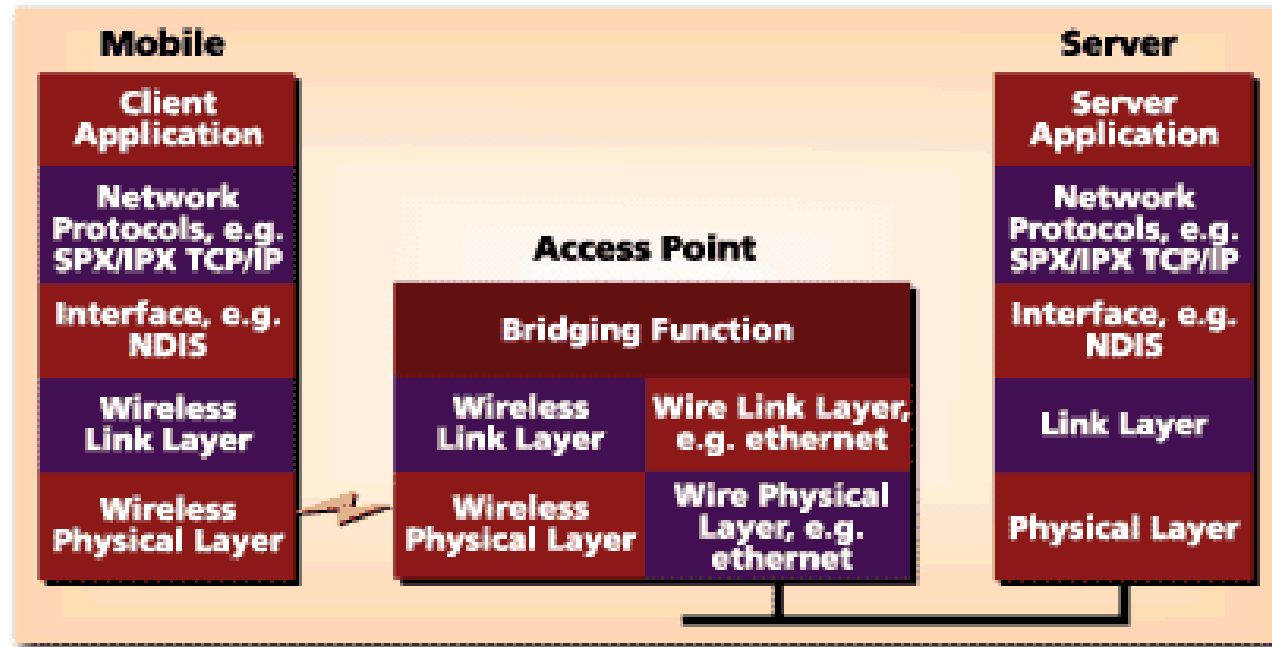 Mobile
Client
Application
Network
Protocols, e.g.
SPX/IPX TCP/IP
Interface, e.g.
NDIS
Wireless
Link Layer
Wireless
Physical Layer
Access Point
Bridging Function
Wireless
Link Layer
Wire Link Layer,
e.g. ethernet
Wireless
Physical Layer
Wire Physical
Layer, e.g.
ethernet
Server
Server
Application
Network
Protocols, e.g.
SPX/IPX TCP/IP
Interface, e.g.
NDIS
Link Layer
Physical Layer